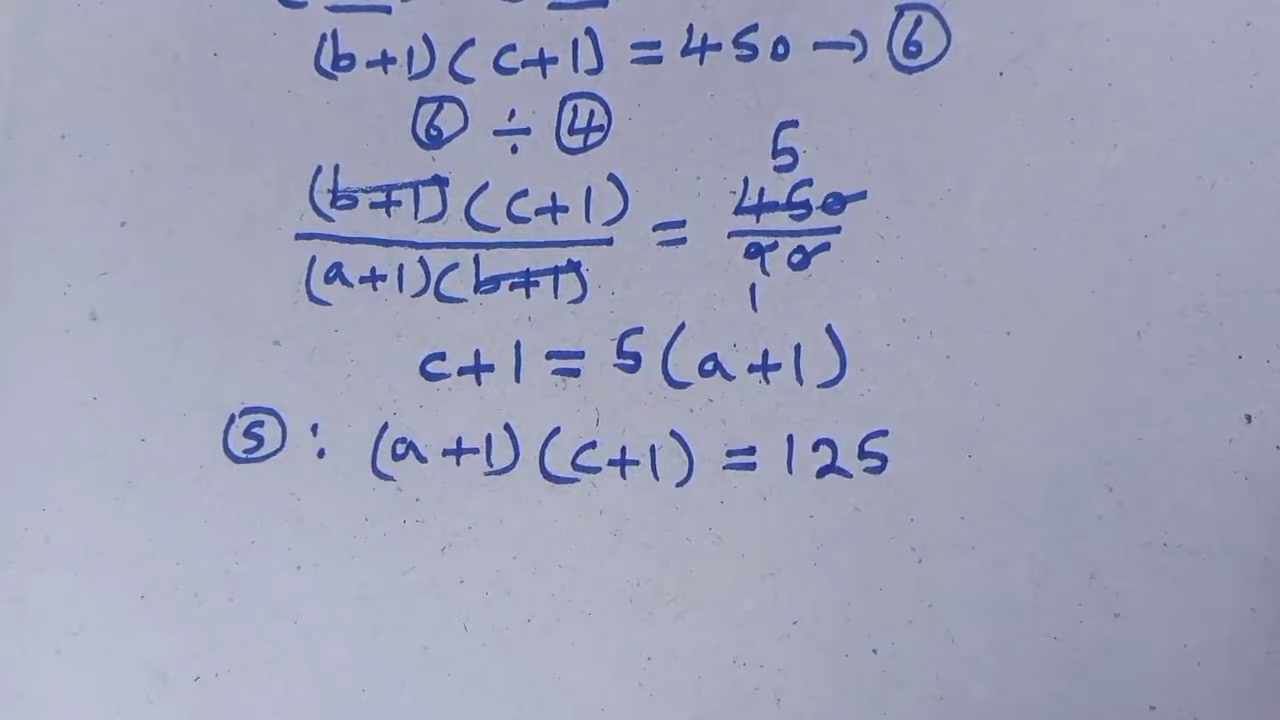 (b+1)(c+1) = 450 → ⑥
⑥ ÷ ④
5
(b+1)(c+1) = 450
(a+1)(b+1) 90
1
c+1 = 5(a+1)
⑤ : (a+1)(c+1) = 125